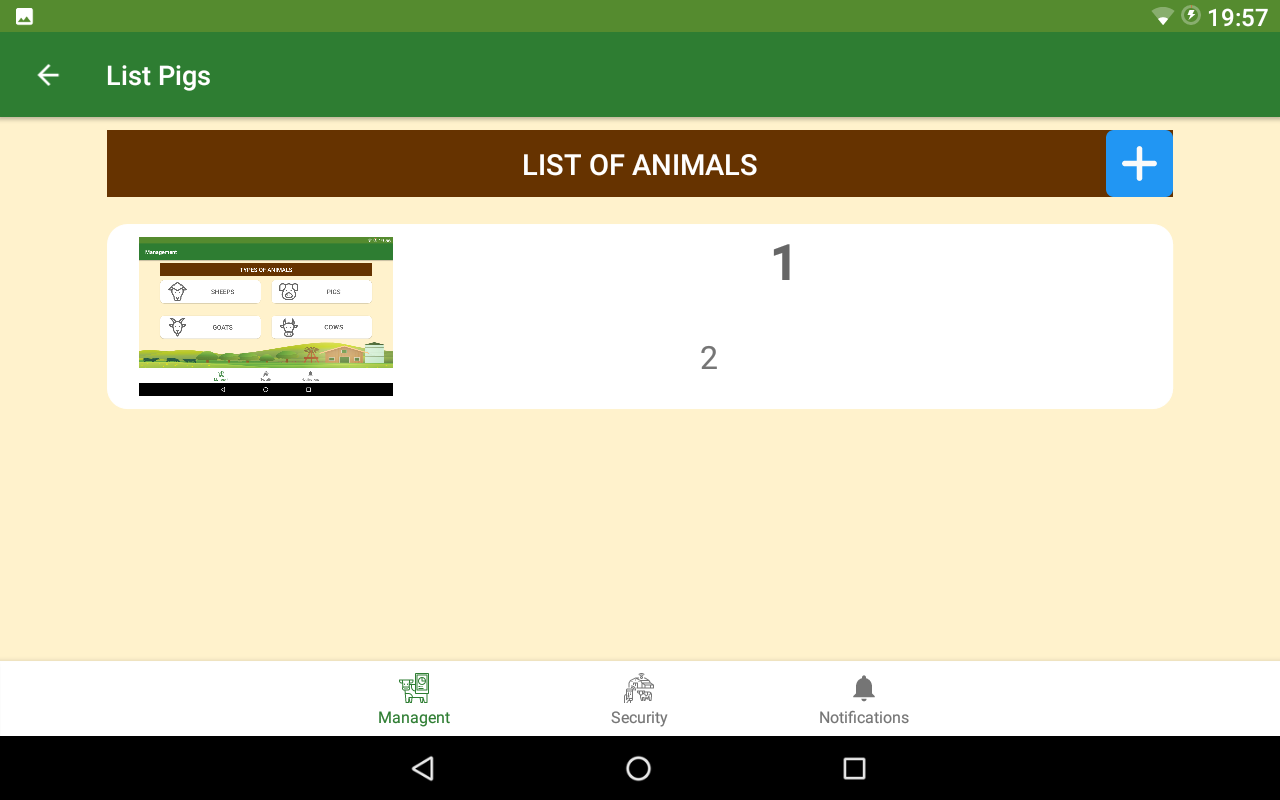 19:57
List Pigs
LIST OF ANIMALS
Management
TYPES OF ANIMALS
SHEEPS
PIGS
GOATS
COWS
1
2
Managent
Security
Notifications